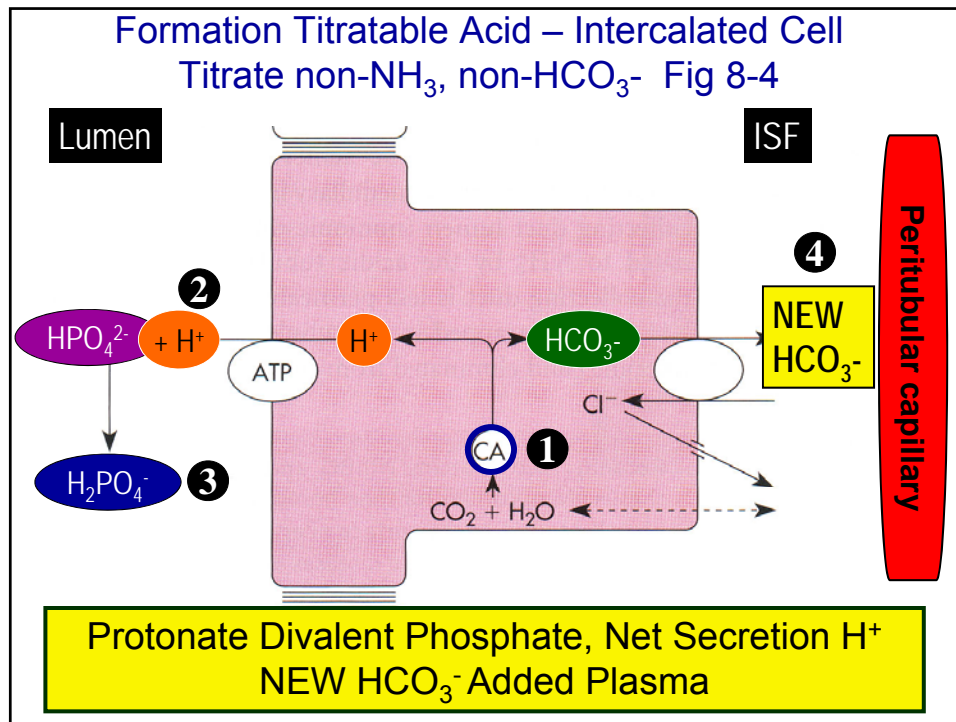 Formation Titratable Acid – Intercalated Cell
Titrate non-NH₃, non-HCO₃- Fig 8-4
Lumen
ISF
Peritubular capillary
4
2
HPO₄²⁻
+ H⁺
ATP
H⁺
HCO₃-
NEW
HCO₃-
Cl⁻
CA
1
H₂PO₄⁻
3
CO₂ + H₂O
Protonate Divalent Phosphate, Net Secretion H⁺
NEW HCO₃⁻ Added Plasma